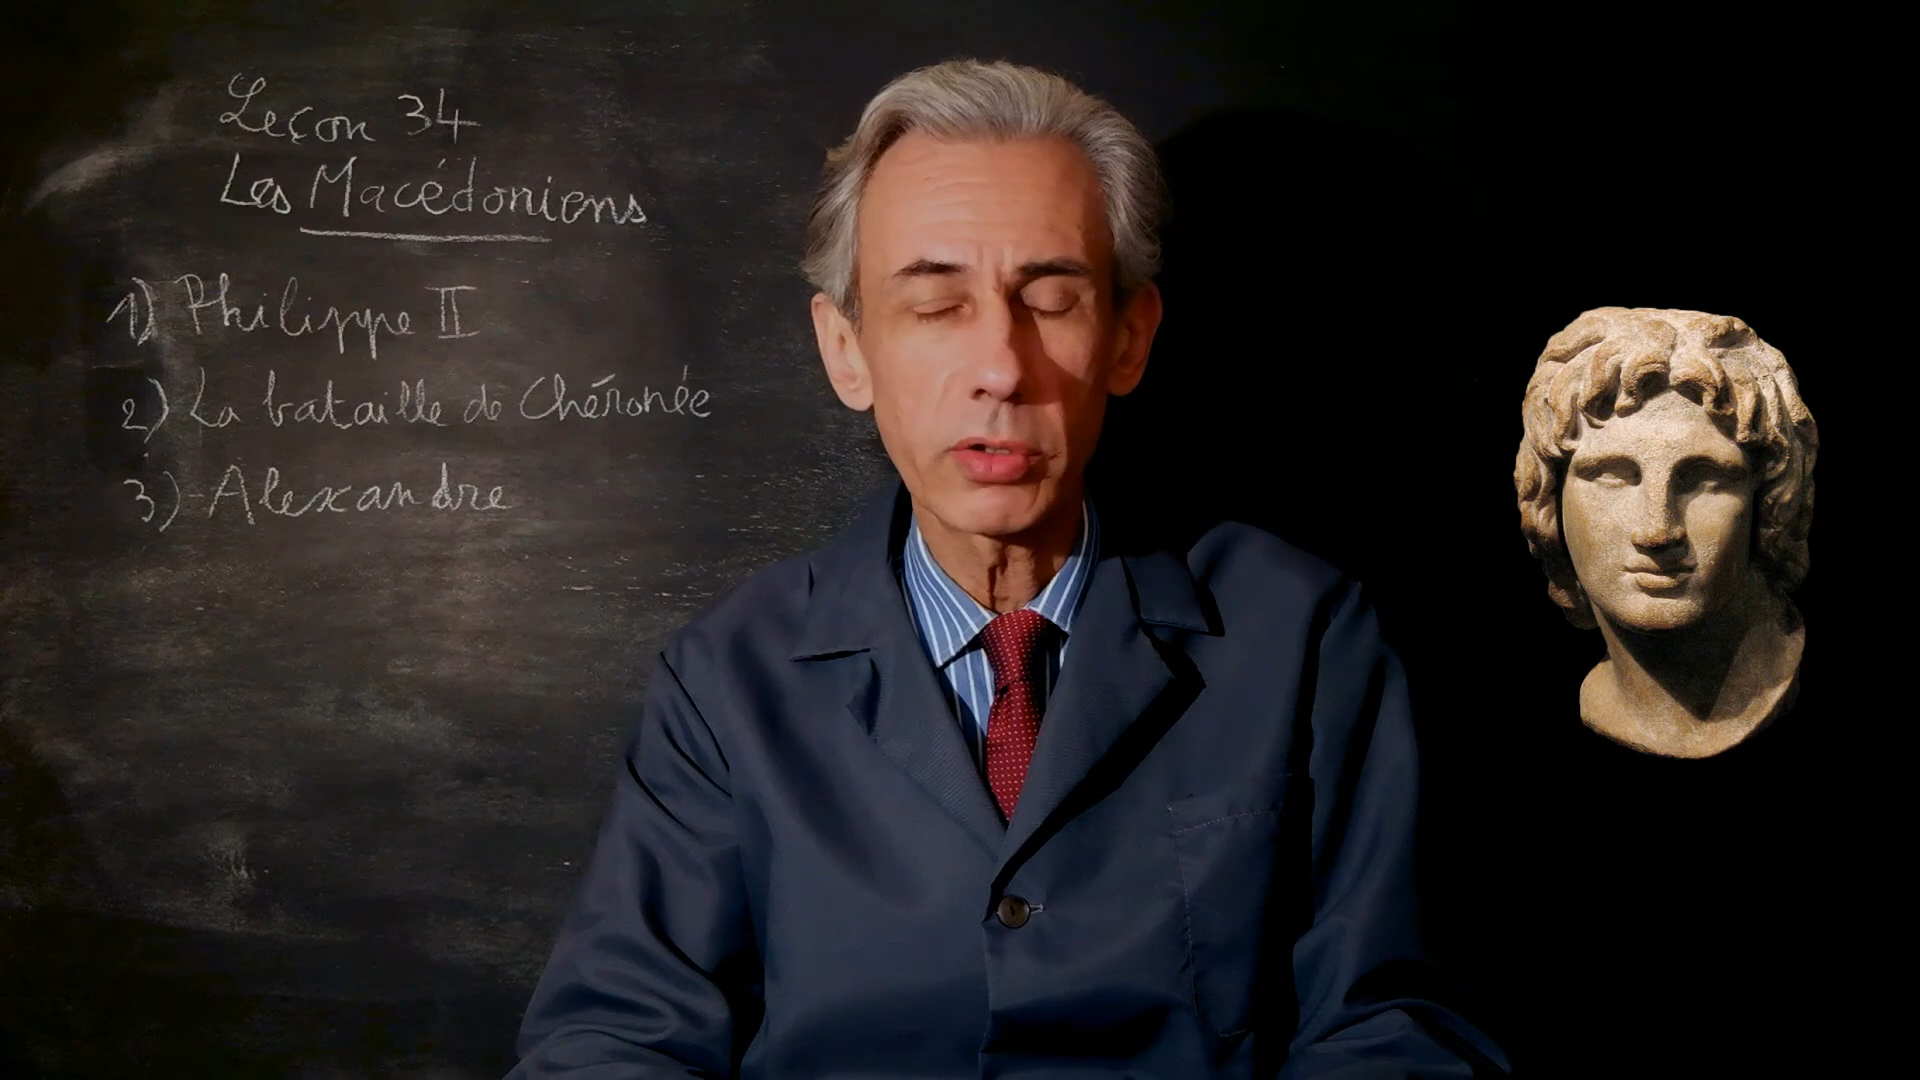 Leçon 34
Les Macédoniens
1) Philippe II
2) La bataille de Chéronée
3) Alexandre